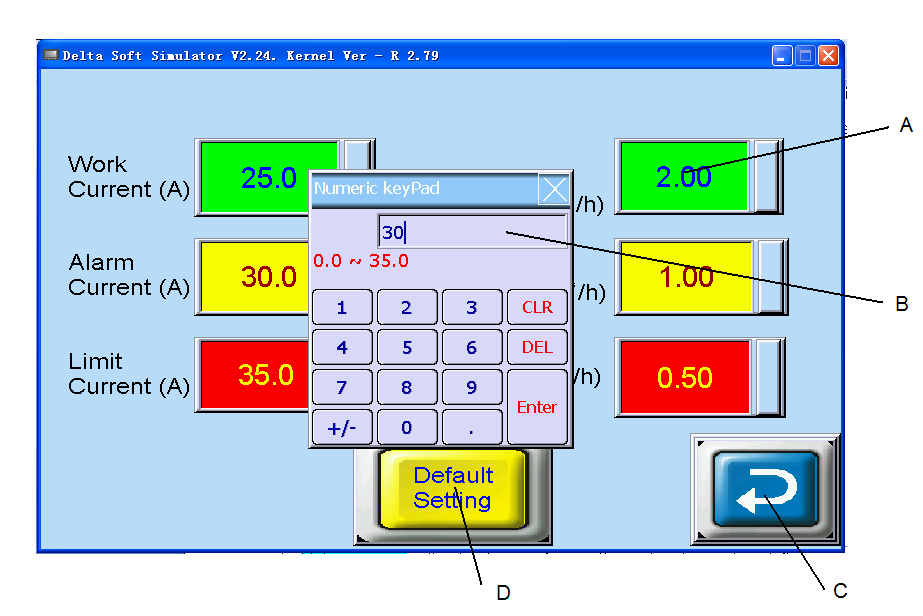 Delta Soft Simulator V2.24. Kernel Ver - R 2.79
A
Work
Current (A)
25.0
/h)
2.00
Numeric keyPad
30
0.0 ~ 35.0
Alarm
Current (A)
30.0
/h)
1.00
B
1 2 3 CLR
4 5 6 DEL
7 8 9 Enter
+/- 0 .
Limit
Current (A)
35.0
/h)
0.50
Default
Setting
D
C